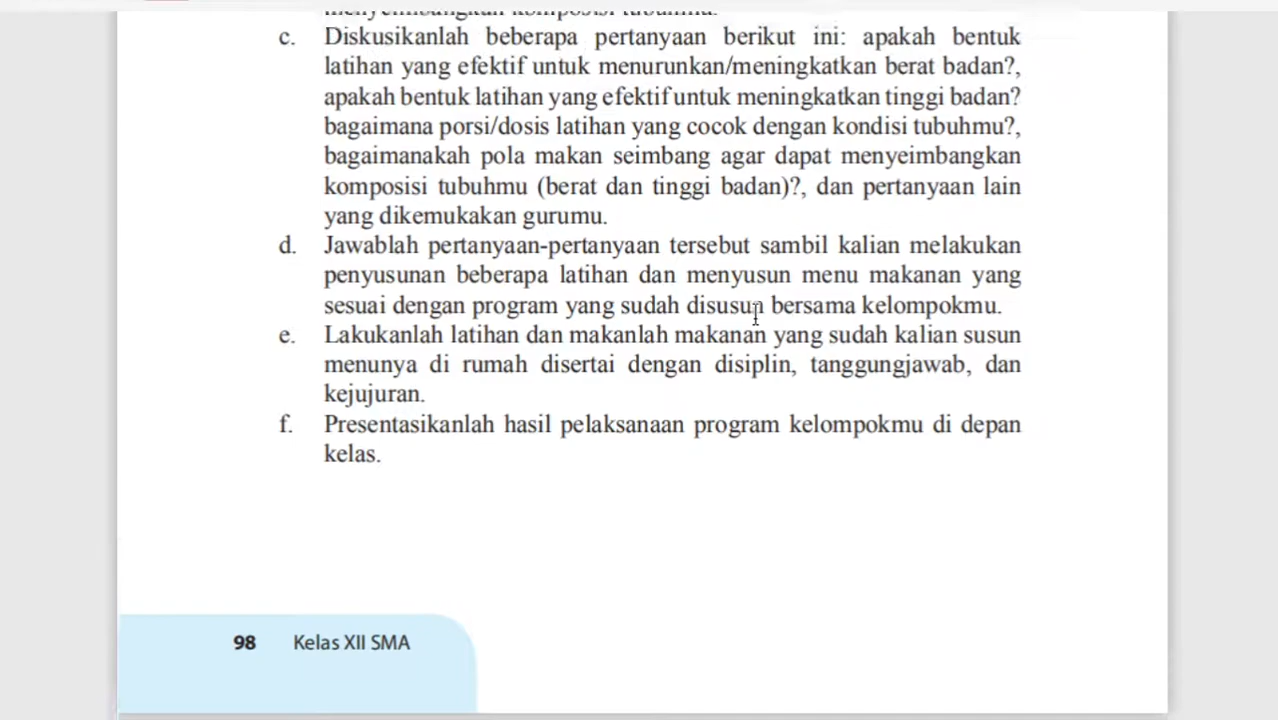 c. Diskusikanlah beberapa pertanyaan berikut ini: apakah bentuk
latihan yang efektif untuk menurunkan/meningkatkan berat badan?,
apakah bentuk latihan yang efektif untuk meningkatkan tinggi badan?
bagaimana porsi/dosis latihan yang cocok dengan kondisi tubuhmu?,
bagaimanakah pola makan seimbang agar dapat menyeimbangkan
komposisi tubuhmu (berat dan tinggi badan)?, dan pertanyaan lain
yang dikemukakan gurumu.
d. Jawablah pertanyaan-pertanyaan tersebut sambil kalian melakukan
penyusunan beberapa latihan dan menyusun menu makanan yang
sesuai dengan program yang sudah disusun bersama kelompokmu.
e. Lakukanlah latihan dan makanlah makanan yang sudah kalian susun
menunya di rumah disertai dengan disiplin, tanggungjawab, dan
kejujuran.
f. Presentasikanlah hasil pelaksanaan program kelompokmu di depan
kelas.
98 Kelas XII SMA